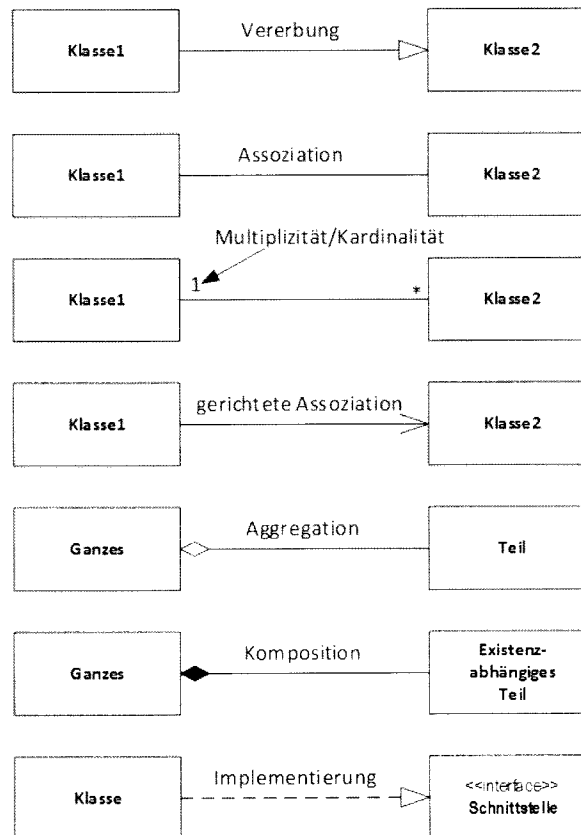 Vererbung
Klasse1
Klasse2
Assoziation
Klasse1
Klasse2
Multiplizität/Kardinalität
1
*
Klasse1
Klasse2
gerichtete Assoziation
Klasse1
Klasse2
Aggregation
Ganzes
Teil
Komposition
Ganzes
Existenz-
abhängiges
Teil
Implementierung
Klasse
<<interface>>
Schnittstelle